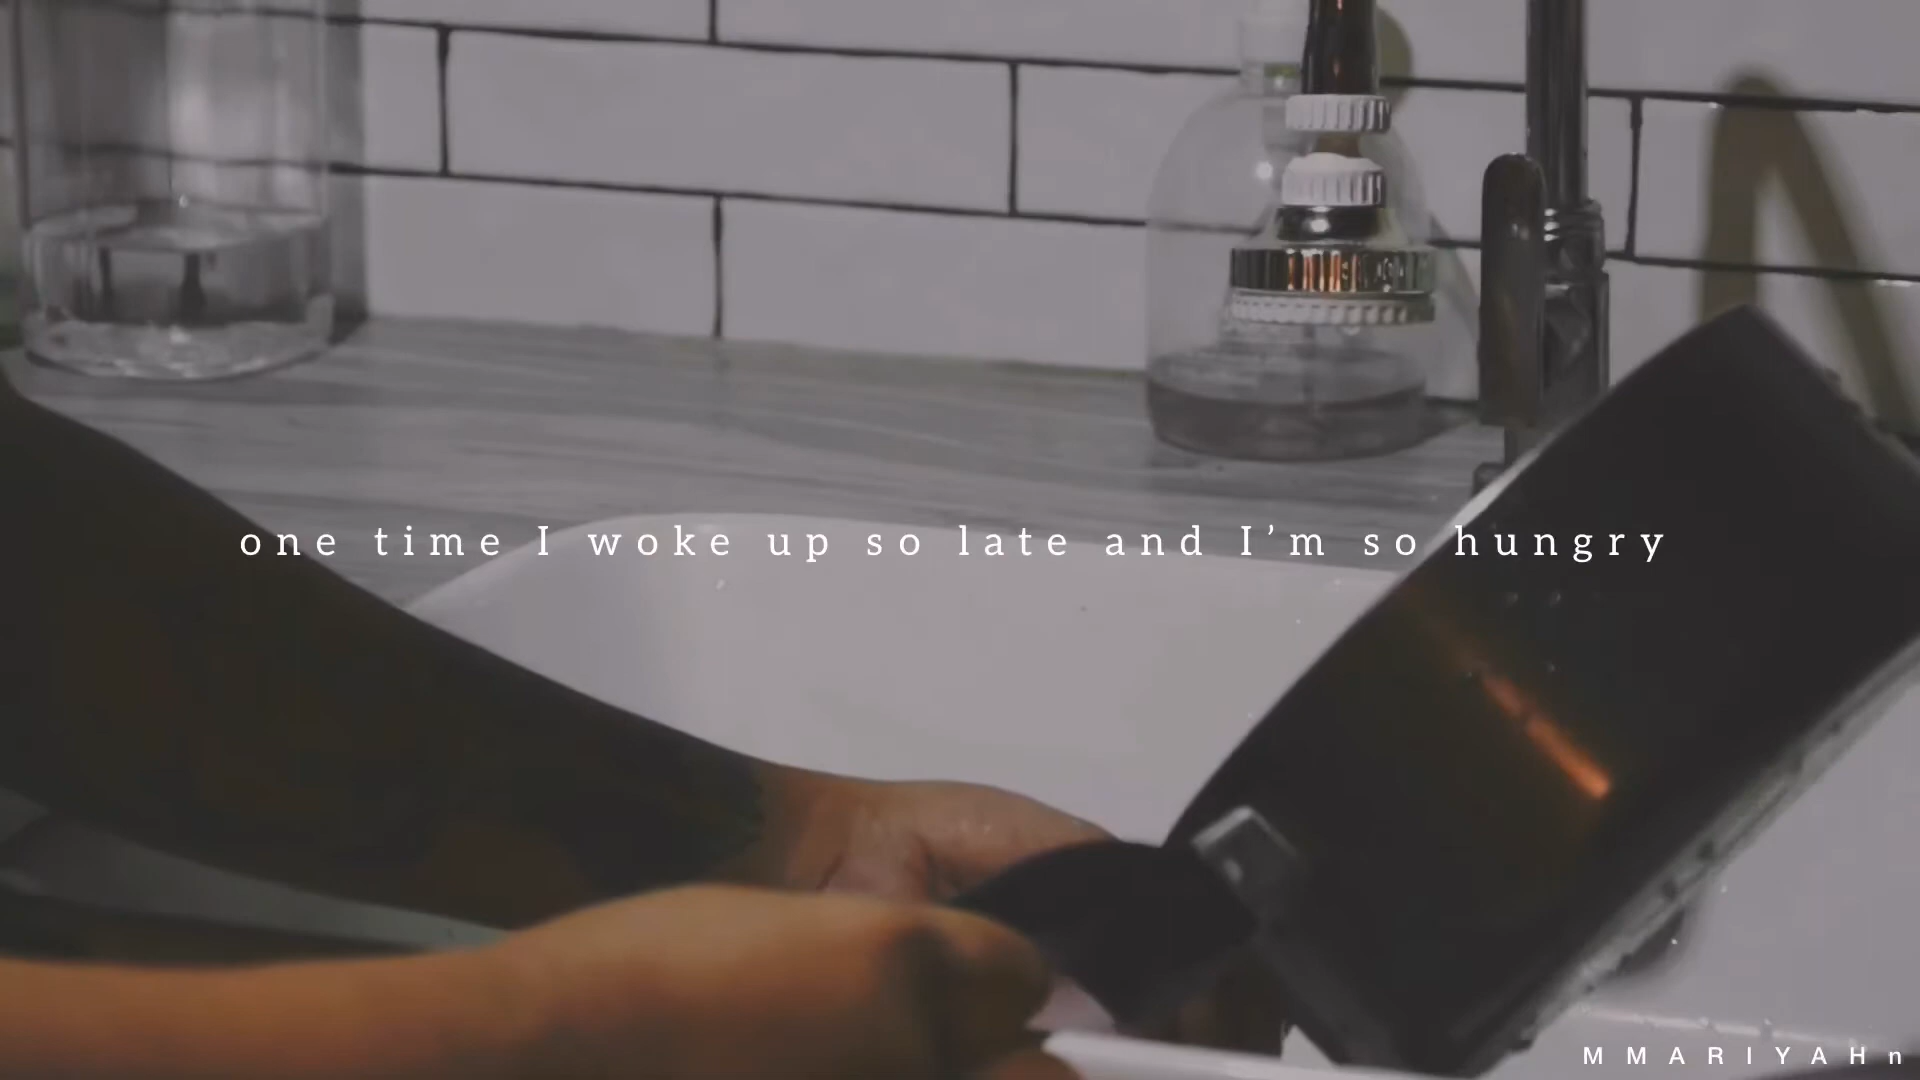 one time I woke up so late and I’m so hungry
M M A R I Y A H n